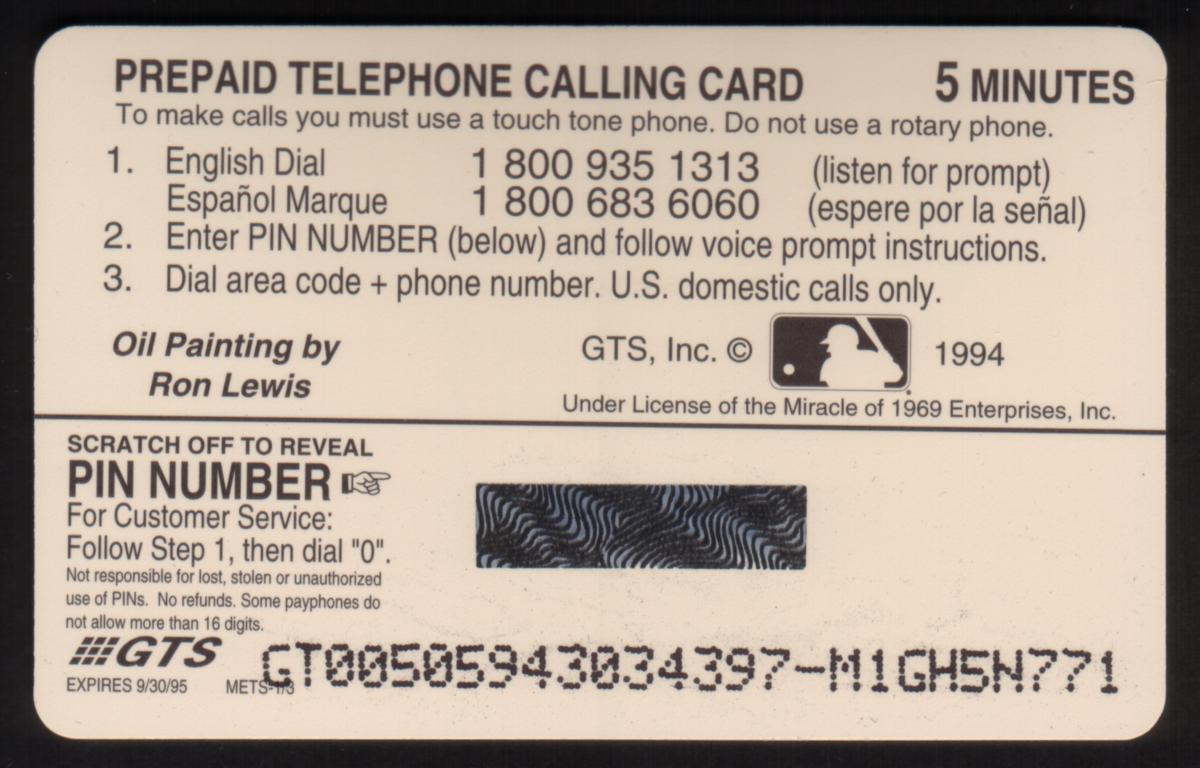 PREPAID TELEPHONE CALLING CARD 5 MINUTES
To make calls you must use a touch tone phone. Do not use a rotary phone.
1. English Dial 1 800 935 1313 (listen for prompt)
Español Marque 1 800 683 6060 (espere por la señal)
2. Enter PIN NUMBER (below) and follow voice prompt instructions.
3. Dial area code + phone number. U.S. domestic calls only.
Oil Painting by
Ron Lewis
GTS, Inc. © 1994
Under License of the Miracle of 1969 Enterprises, Inc.
SCRATCH OFF TO REVEAL
PIN NUMBER
For Customer Service:
Follow Step 1, then dial "0".
Not responsible for lost, stolen or unauthorized
use of PINs. No refunds. Some payphones do
not allow more than 16 digits.
GTS
GT00505943034397-M1GH5N771
EXPIRES 9/30/95 METS-1/3